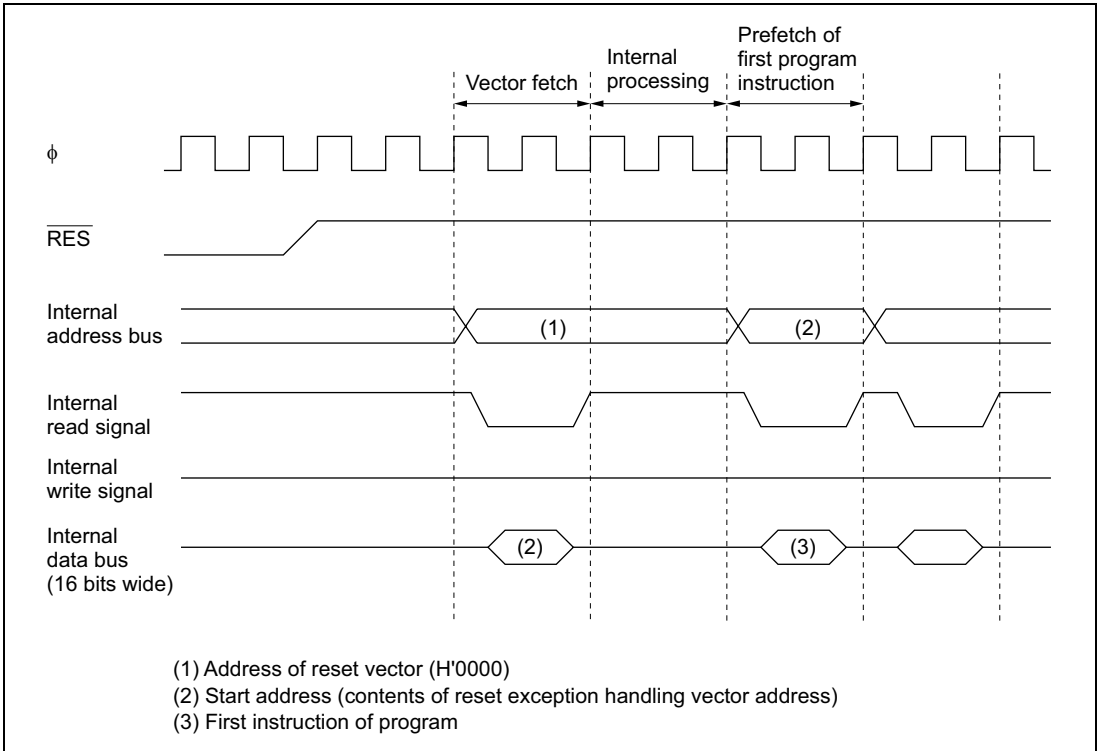 Vector fetch
Internal
processing
Prefetch of
first program
instruction
ϕ
RES
Internal
address bus
(1)
(2)
Internal
read signal
Internal
write signal
Internal
data bus
(16 bits wide)
(2)
(3)
(1) Address of reset vector (H'0000)
(2) Start address (contents of reset exception handling vector address)
(3) First instruction of program